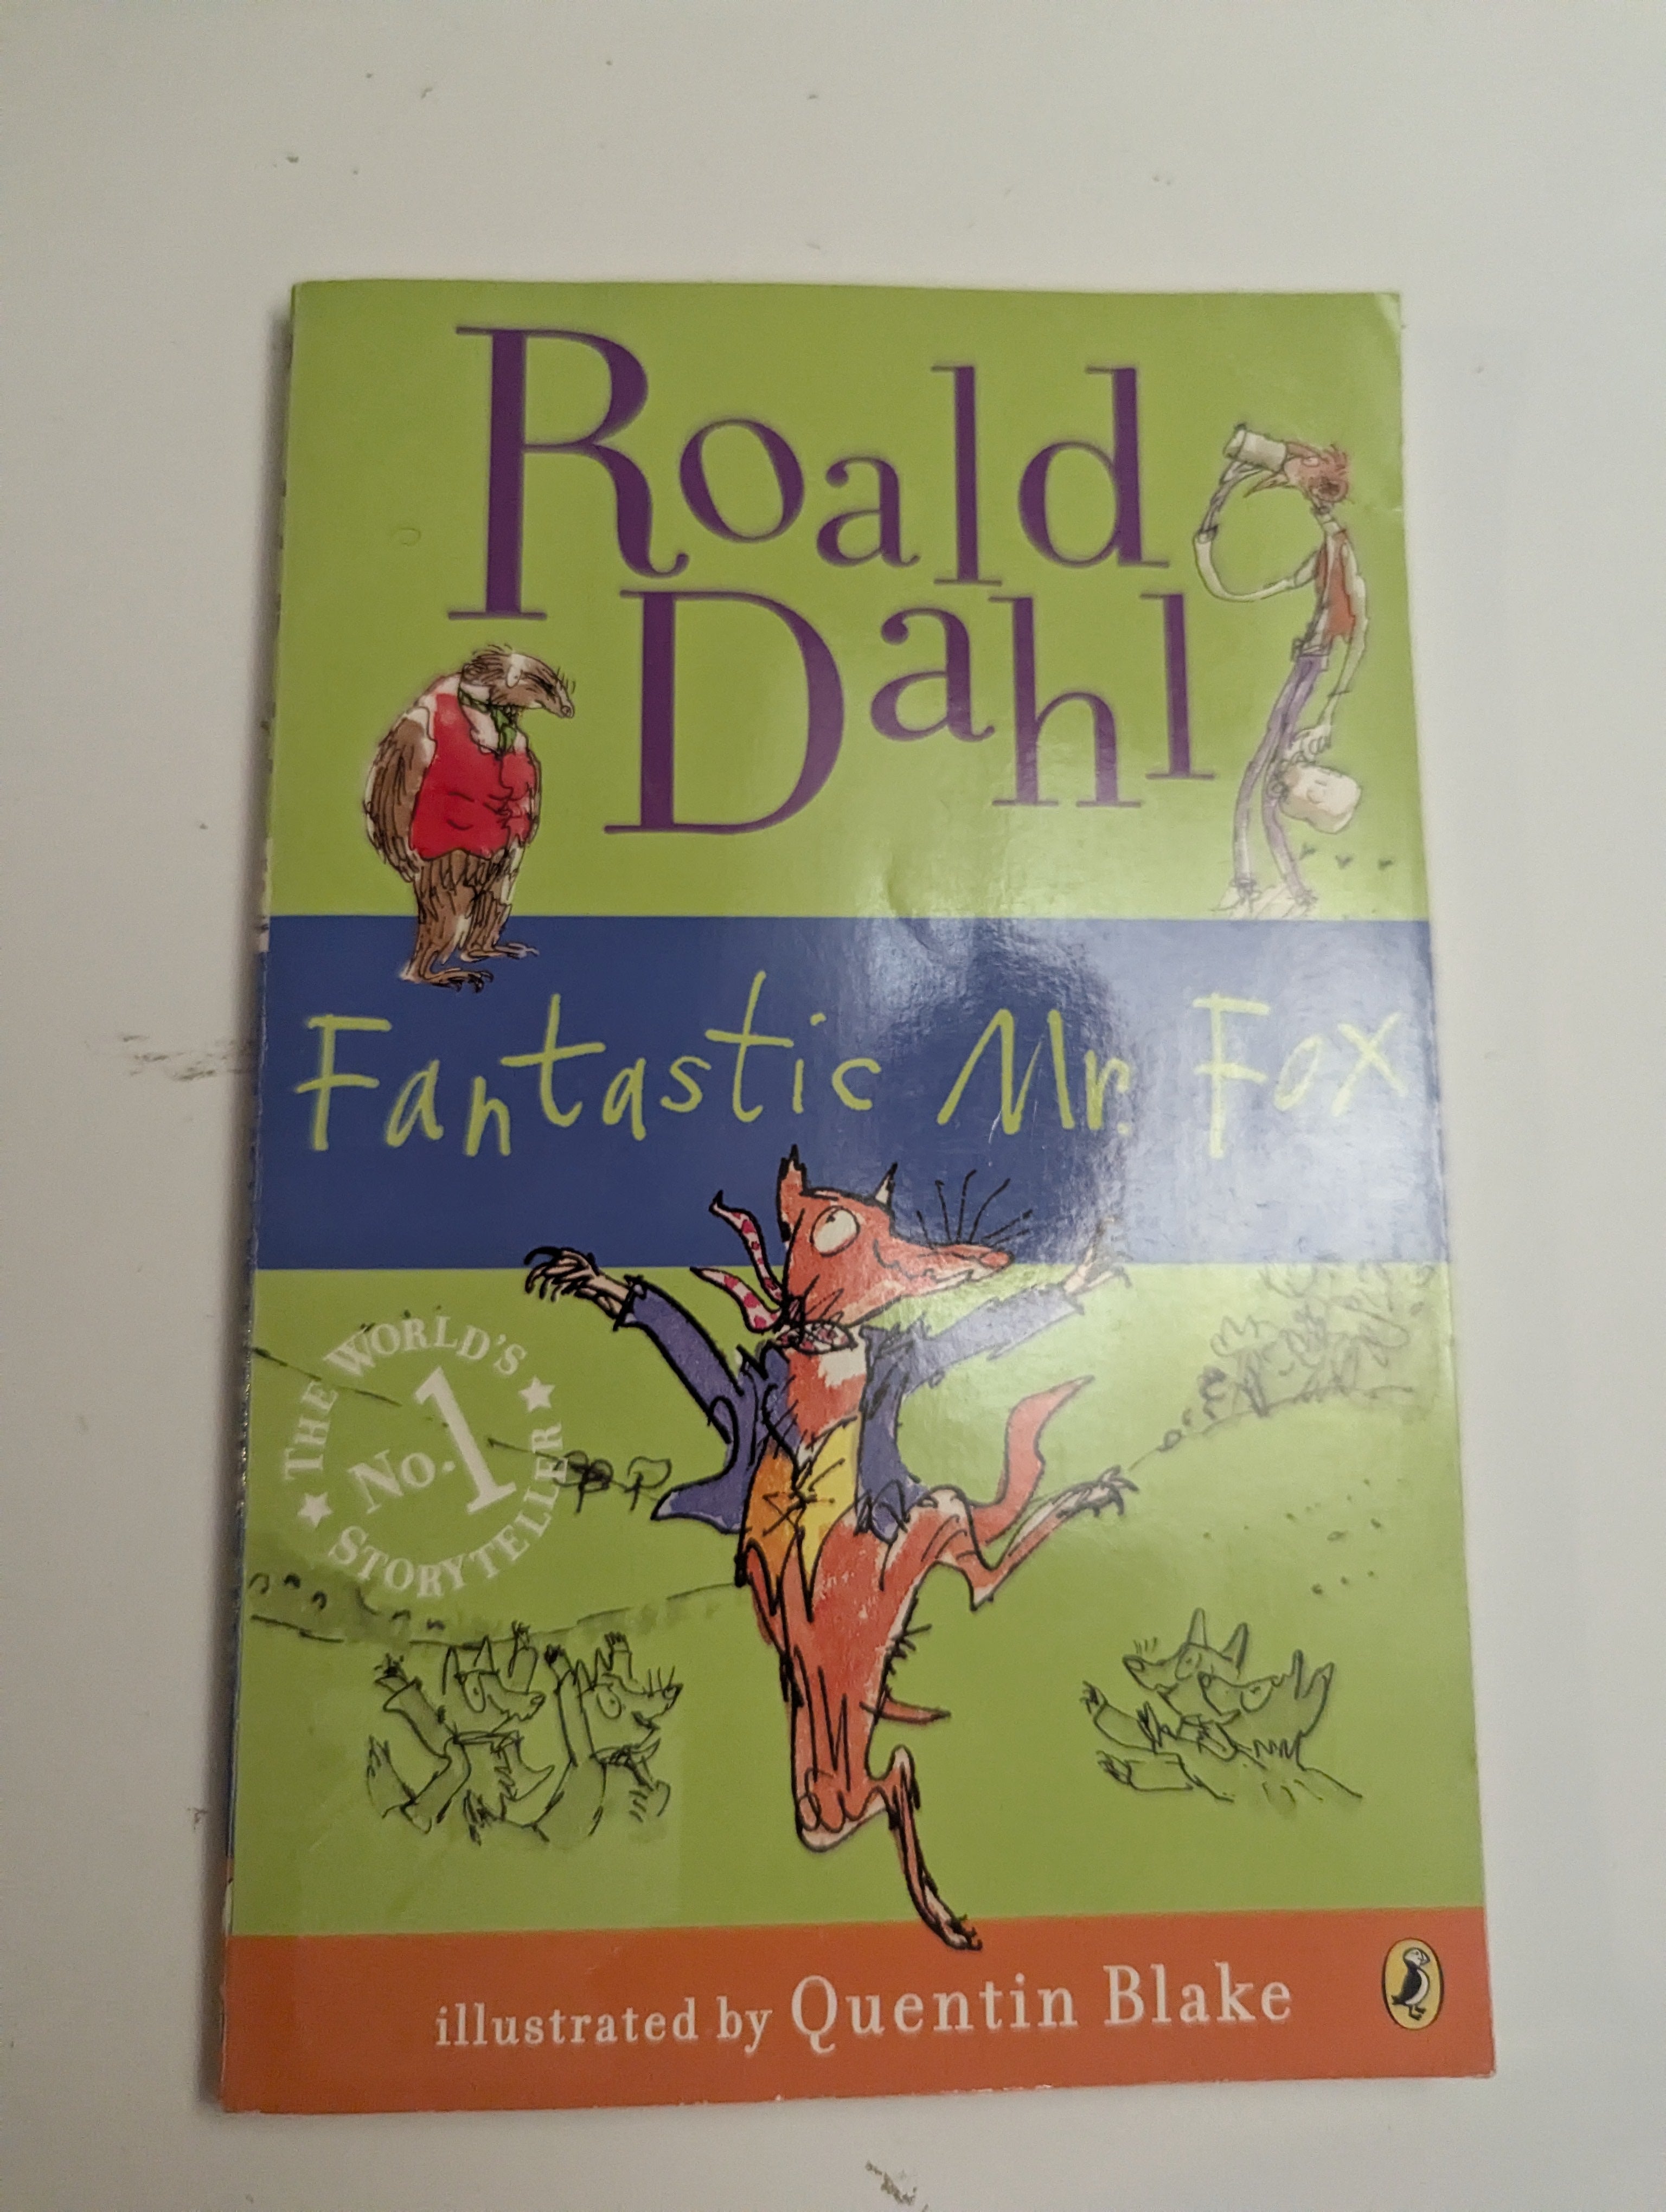 Roald
Dahl
Fantastic Mr. Fox
THE WORLD'S
No. 1
STORYTELLER
illustrated by Quentin Blake